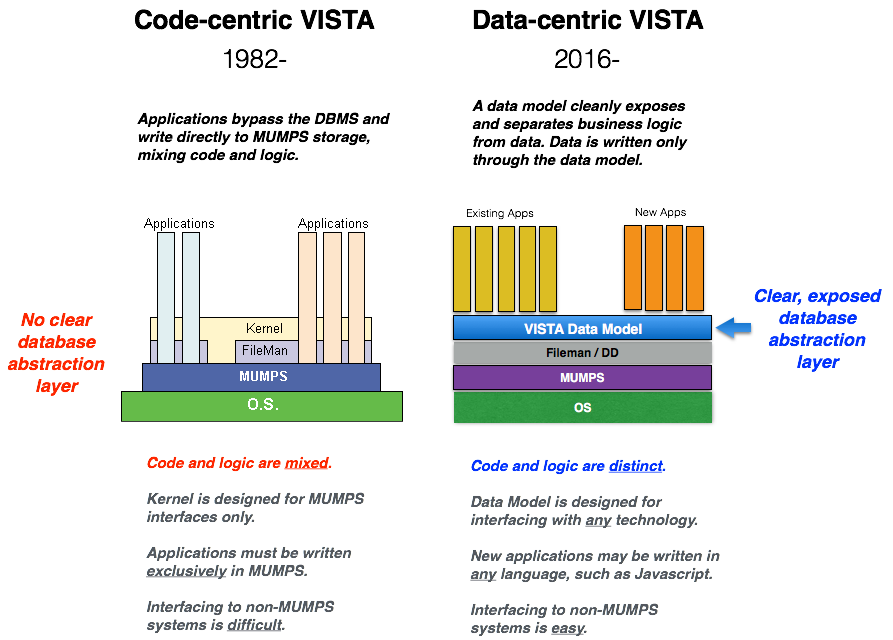 Code-centric VISTA
1982-
Applications bypass the DBMS and
write directly to MUMPS storage,
mixing code and logic.
Applications
Applications
No clear
database
abstraction
layer
Kernel
FileMan
MUMPS
O.S.
Code and logic are mixed.
Kernel is designed for MUMPS
interfaces only.
Applications must be written
exclusively in MUMPS.
Interfacing to non-MUMPS
systems is difficult.
Data-centric VISTA
2016-
A data model cleanly exposes
and separates business logic
from data. Data is written only
through the data model.
Existing Apps
New Apps
VISTA Data Model
Fileman / DD
MUMPS
OS
Clear, exposed
database
abstraction
layer
Code and logic are distinct.
Data Model is designed for
interfacing with any technology.
New applications may be written in
any language, such as Javascript.
Interfacing to non-MUMPS
systems is easy.